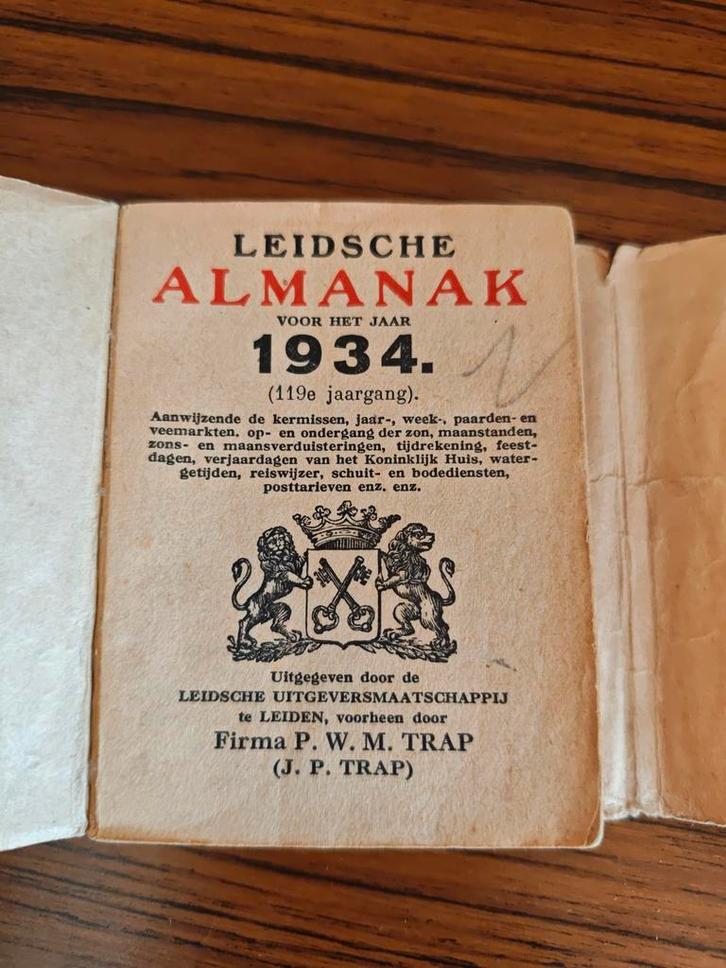 LEIDSCHE
ALMANAK
VOOR HET JAAR
1934.
(119e jaargang).
Aanwijzende de kermissen, jaar-, week-, paarden- en
veemarkten. op- en ondergang der zon, maanstanden,
zons- en maansverduisteringen, tijdrekening, feest-
dagen, verjaardagen van het Koninklijk Huis, water-
getijden, reiswijzer, schuit- en bodediensten,
posttarieven enz. enz.
Uitgegeven door de
LEIDSCHE UITGEVERSMAATSCHAPPIJ
te LEIDEN, voorheen door
Firma P. W. M. TRAP
(J. P. TRAP)